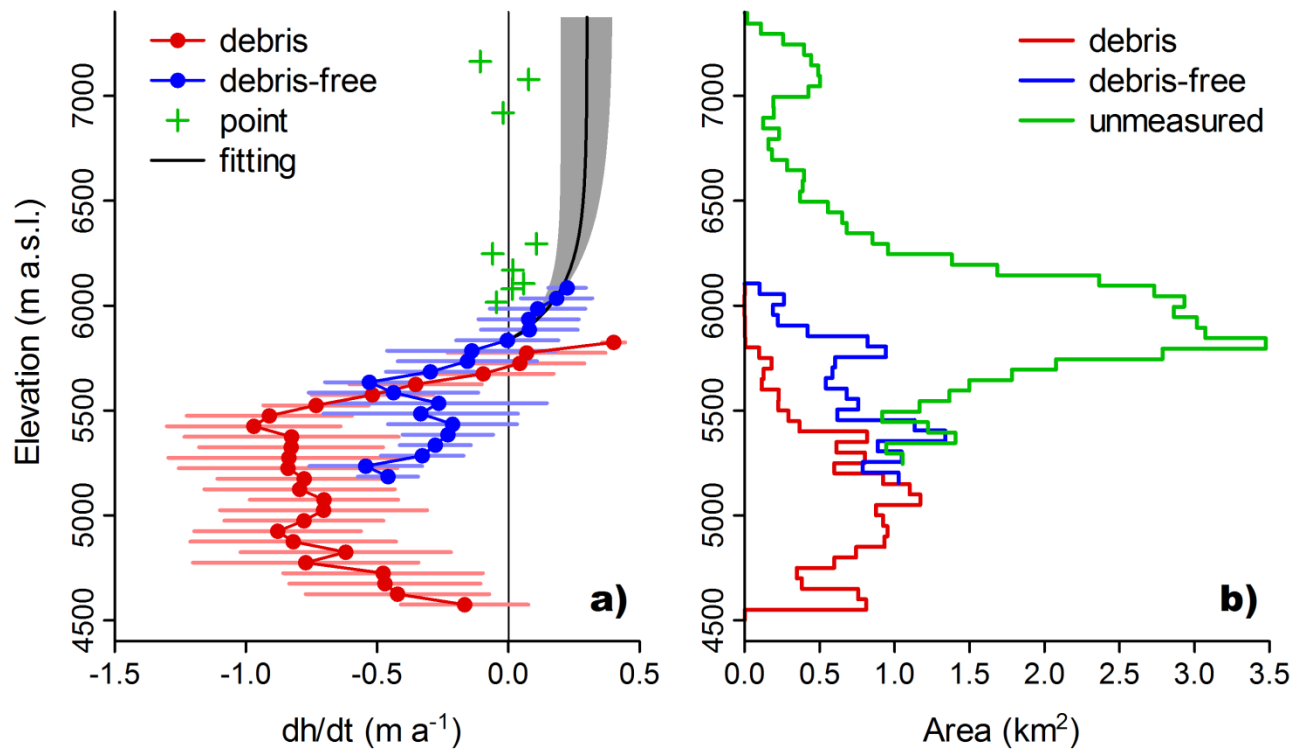 debris
debris-free
point
fitting
a)
Elevation (m a.s.l.)
4500
5000
5500
6000
6500
7000
-1.5
-1.0
-0.5
0.0
0.5
dh/dt (m a⁻¹)
debris
debris-free
unmeasured
b)
4500
5000
5500
6000
6500
7000
0.0
0.5
1.0
1.5
2.0
2.5
3.0
3.5
Area (km²)